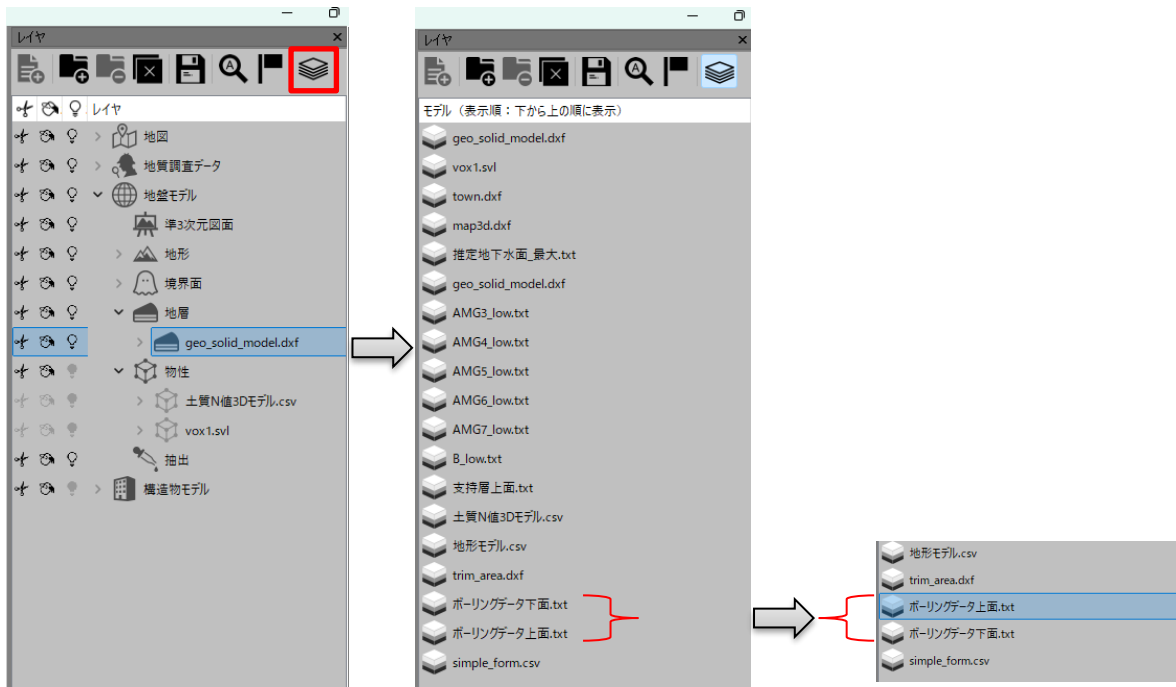 レイヤ
レイヤ
地図
地質調査データ
地盤モデル
準3次元図面
地形
境界面
地層
geo_solid_model.dxf
物性
土質N値3Dモデル.csv
vox1.svl
抽出
構造物モデル
レイヤ
モデル（表示順：下から上の順に表示）
geo_solid_model.dxf
vox1.svl
town.dxf
map3d.dxf
推定地下水面_最大.txt
geo_solid_model.dxf
AMG3_low.txt
AMG4_low.txt
AMG5_low.txt
AMG6_low.txt
AMG7_low.txt
B_low.txt
支持層上面.txt
土質N値3Dモデル.csv
地形モデル.csv
trim_area.dxf
ボーリングデータ下面.txt
ボーリングデータ上面.txt
simple_form.csv
地形モデル.csv
trim_area.dxf
ボーリングデータ上面.txt
ボーリングデータ下面.txt
simple_form.csv